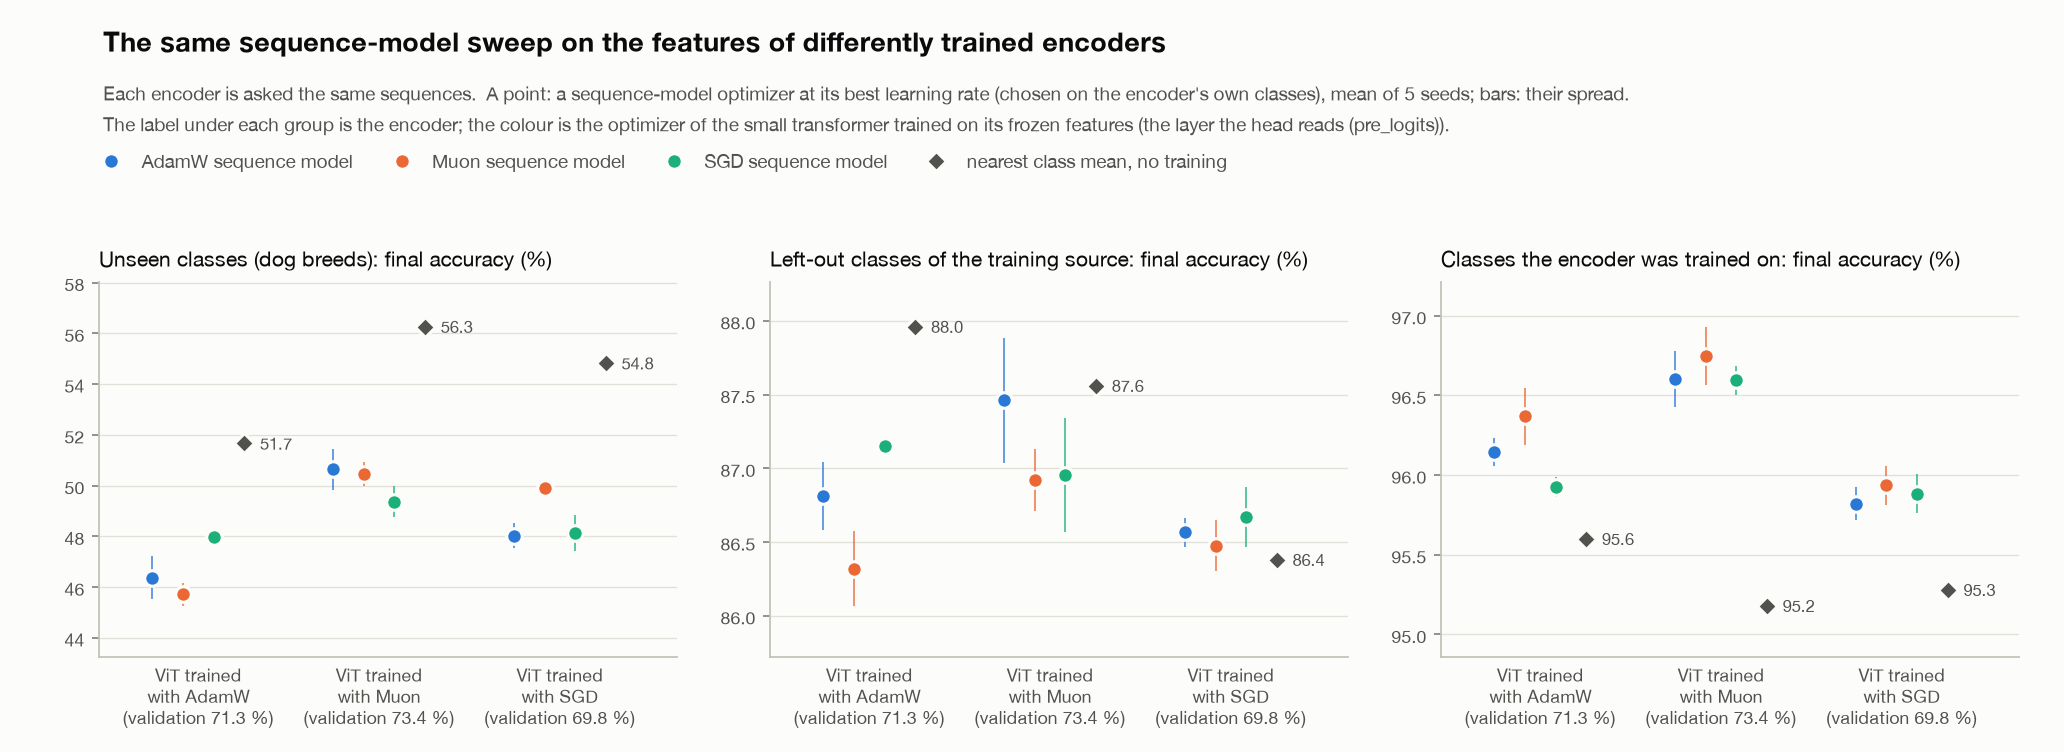 The same sequence-model sweep on the features of differently trained encoders
Each encoder is asked the same sequences.  A point: a sequence-model optimizer at its best learning rate (chosen on the encoder's own classes), mean of 5 seeds; bars: their spread.
The label under each group is the encoder; the colour is the optimizer of the small transformer trained on its frozen features (the layer the head reads (pre_logits)).
AdamW sequence model   Muon sequence model   SGD sequence model   nearest class mean, no training
Unseen classes (dog breeds): final accuracy (%)
58
56
54
52
50
48
46
44
51.7
56.3
54.8
ViT trained
with AdamW
(validation 71.3 %)
ViT trained
with Muon
(validation 73.4 %)
ViT trained
with SGD
(validation 69.8 %)
Left-out classes of the training source: final accuracy (%)
88.0
87.5
87.0
86.5
86.0
88.0
87.6
86.4
ViT trained
with AdamW
(validation 71.3 %)
ViT trained
with Muon
(validation 73.4 %)
ViT trained
with SGD
(validation 69.8 %)
Classes the encoder was trained on: final accuracy (%)
97.0
96.5
96.0
95.5
95.0
95.6
95.2
95.3
ViT trained
with AdamW
(validation 71.3 %)
ViT trained
with Muon
(validation 73.4 %)
ViT trained
with SGD
(validation 69.8 %)